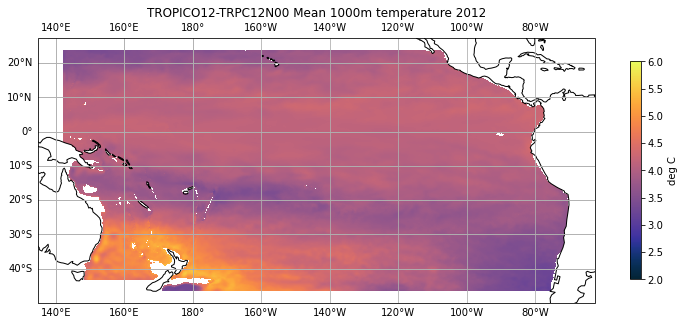 TROPICO12-TRPC12N00 Mean 1000m temperature 2012
140°E 160°E 180° 160°W 140°W 120°W 100°W 80°W
20°N
10°N
0°
10°S
20°S
30°S
40°S
140°E 160°E 180° 160°W 140°W 120°W 100°W 80°W
6.0
5.5
5.0
4.5
4.0
3.5
3.0
2.5
2.0
deg C